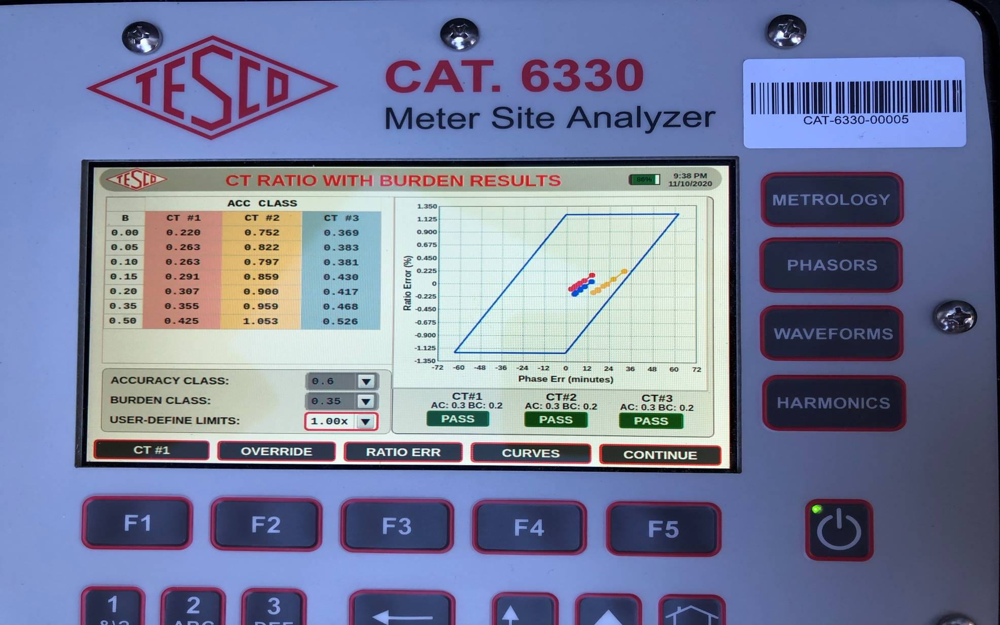 TESCO
CAT. 6330
Meter Site Analyzer
CAT-6330-00005
TESCO
CT RATIO WITH BURDEN RESULTS
86%
9:38 PM
11/10/2020
ACC CLASS
B CT #1 CT #2 CT #3
0.00 0.220 0.752 0.369
0.05 0.263 0.822 0.383
0.10 0.263 0.797 0.381
0.15 0.291 0.859 0.430
0.20 0.307 0.900 0.417
0.35 0.355 0.959 0.468
0.50 0.425 1.053 0.526
Ratio Error (%)
1.350
1.125
0.900
0.675
0.450
0.225
0
-0.225
-0.450
-0.675
-0.900
-1.125
-1.350
-72 -60 -48 -36 -24 -12 0 12 24 36 48 60 72
Phase Err (minutes)
ACCURACY CLASS: 0.6
BURDEN CLASS: 0.35
USER-DEFINE LIMITS: 1.00x
CT#1 CT#2 CT#3
AC: 0.3 BC: 0.2 AC: 0.3 BC: 0.2 AC: 0.3 BC: 0.2
PASS PASS PASS
CT #1 OVERRIDE RATIO ERR CURVES CONTINUE
METROLOGY
PHASORS
WAVEFORMS
HARMONICS
F1 F2 F3 F4 F5
1 2 3
ABC DEF